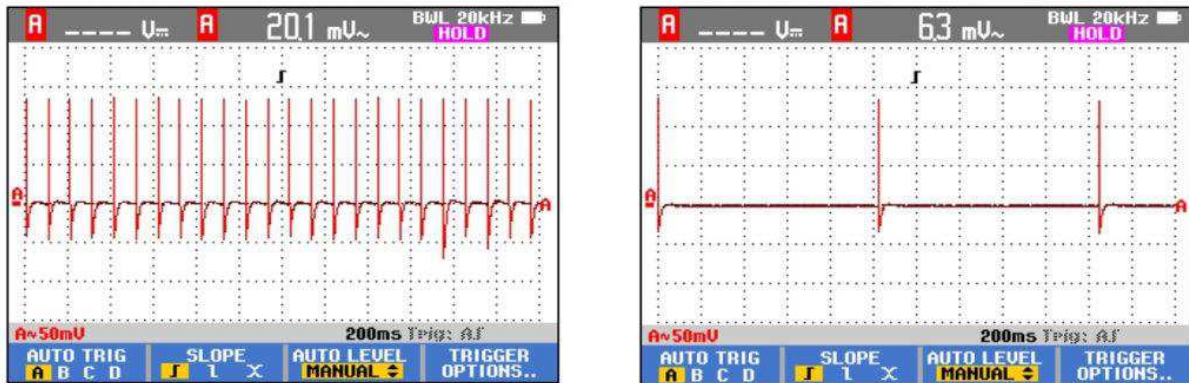 A ---- V⎓ A 20.1 mV~ BWL 20kHz
HOLD
A
A
A~50mV 200ms Trig: A
AUTO TRIG SLOPE AUTO LEVEL TRIGGER
A B C D MANUAL OPTIONS..
A ---- V⎓ A 6.3 mV~ BWL 20kHz
HOLD
A
A
A~50mV 200ms Trig: A
AUTO TRIG SLOPE AUTO LEVEL TRIGGER
A B C D MANUAL OPTIONS..